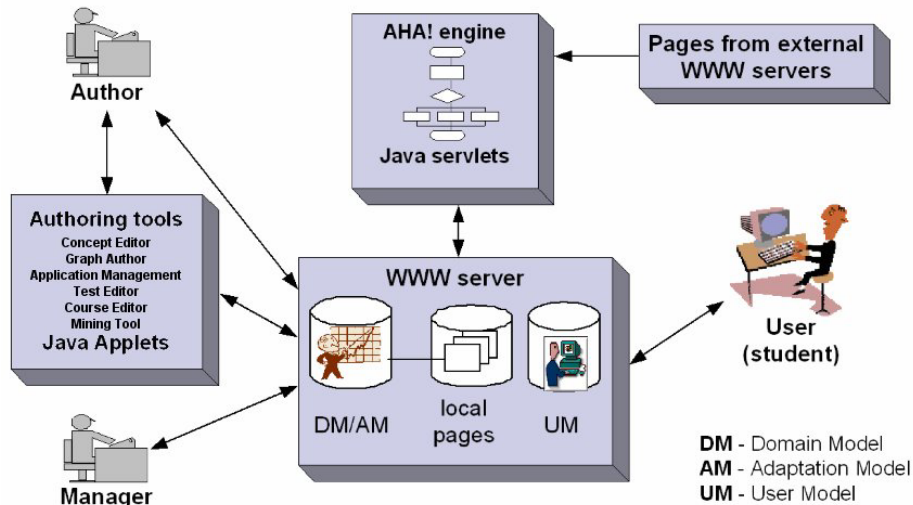 Author
AHA! engine
Java servlets
Pages from external
WWW servers
Authoring tools
Concept Editor
Graph Author
Application Management
Test Editor
Course Editor
Mining Tool
Java Applets
WWW server
DM/AM
local
pages
UM
User
(student)
Manager
DM - Domain Model
AM - Adaptation Model
UM - User Model